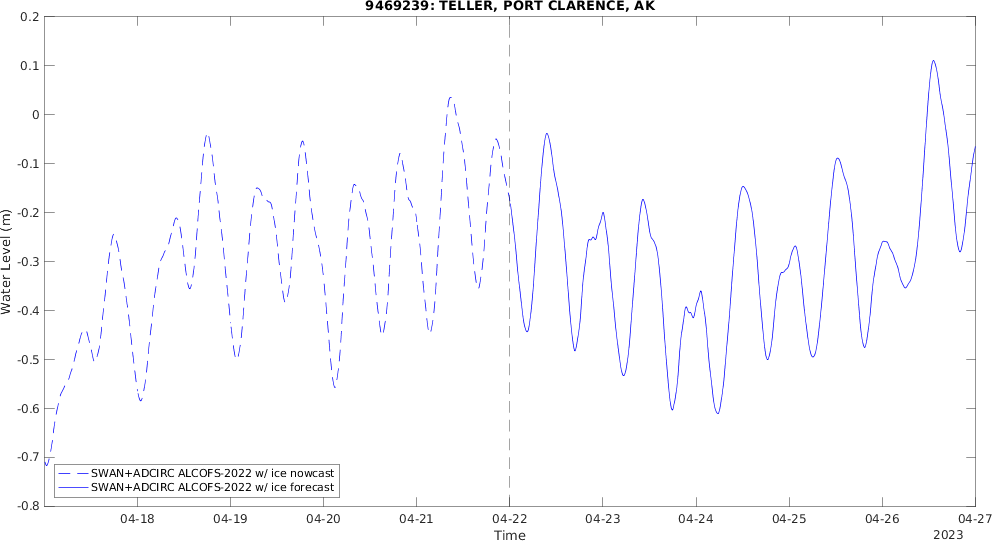 9469239: TELLER, PORT CLARENCE, AK
0.2
0.1
0
-0.1
-0.2
-0.3
-0.4
-0.5
-0.6
-0.7
-0.8
Water Level (m)
SWAN+ADCIRC ALCOFS-2022 w/ ice nowcast
SWAN+ADCIRC ALCOFS-2022 w/ ice forecast
04-18 04-19 04-20 04-21 04-22 04-23 04-24 04-25 04-26 04-27
Time
2023